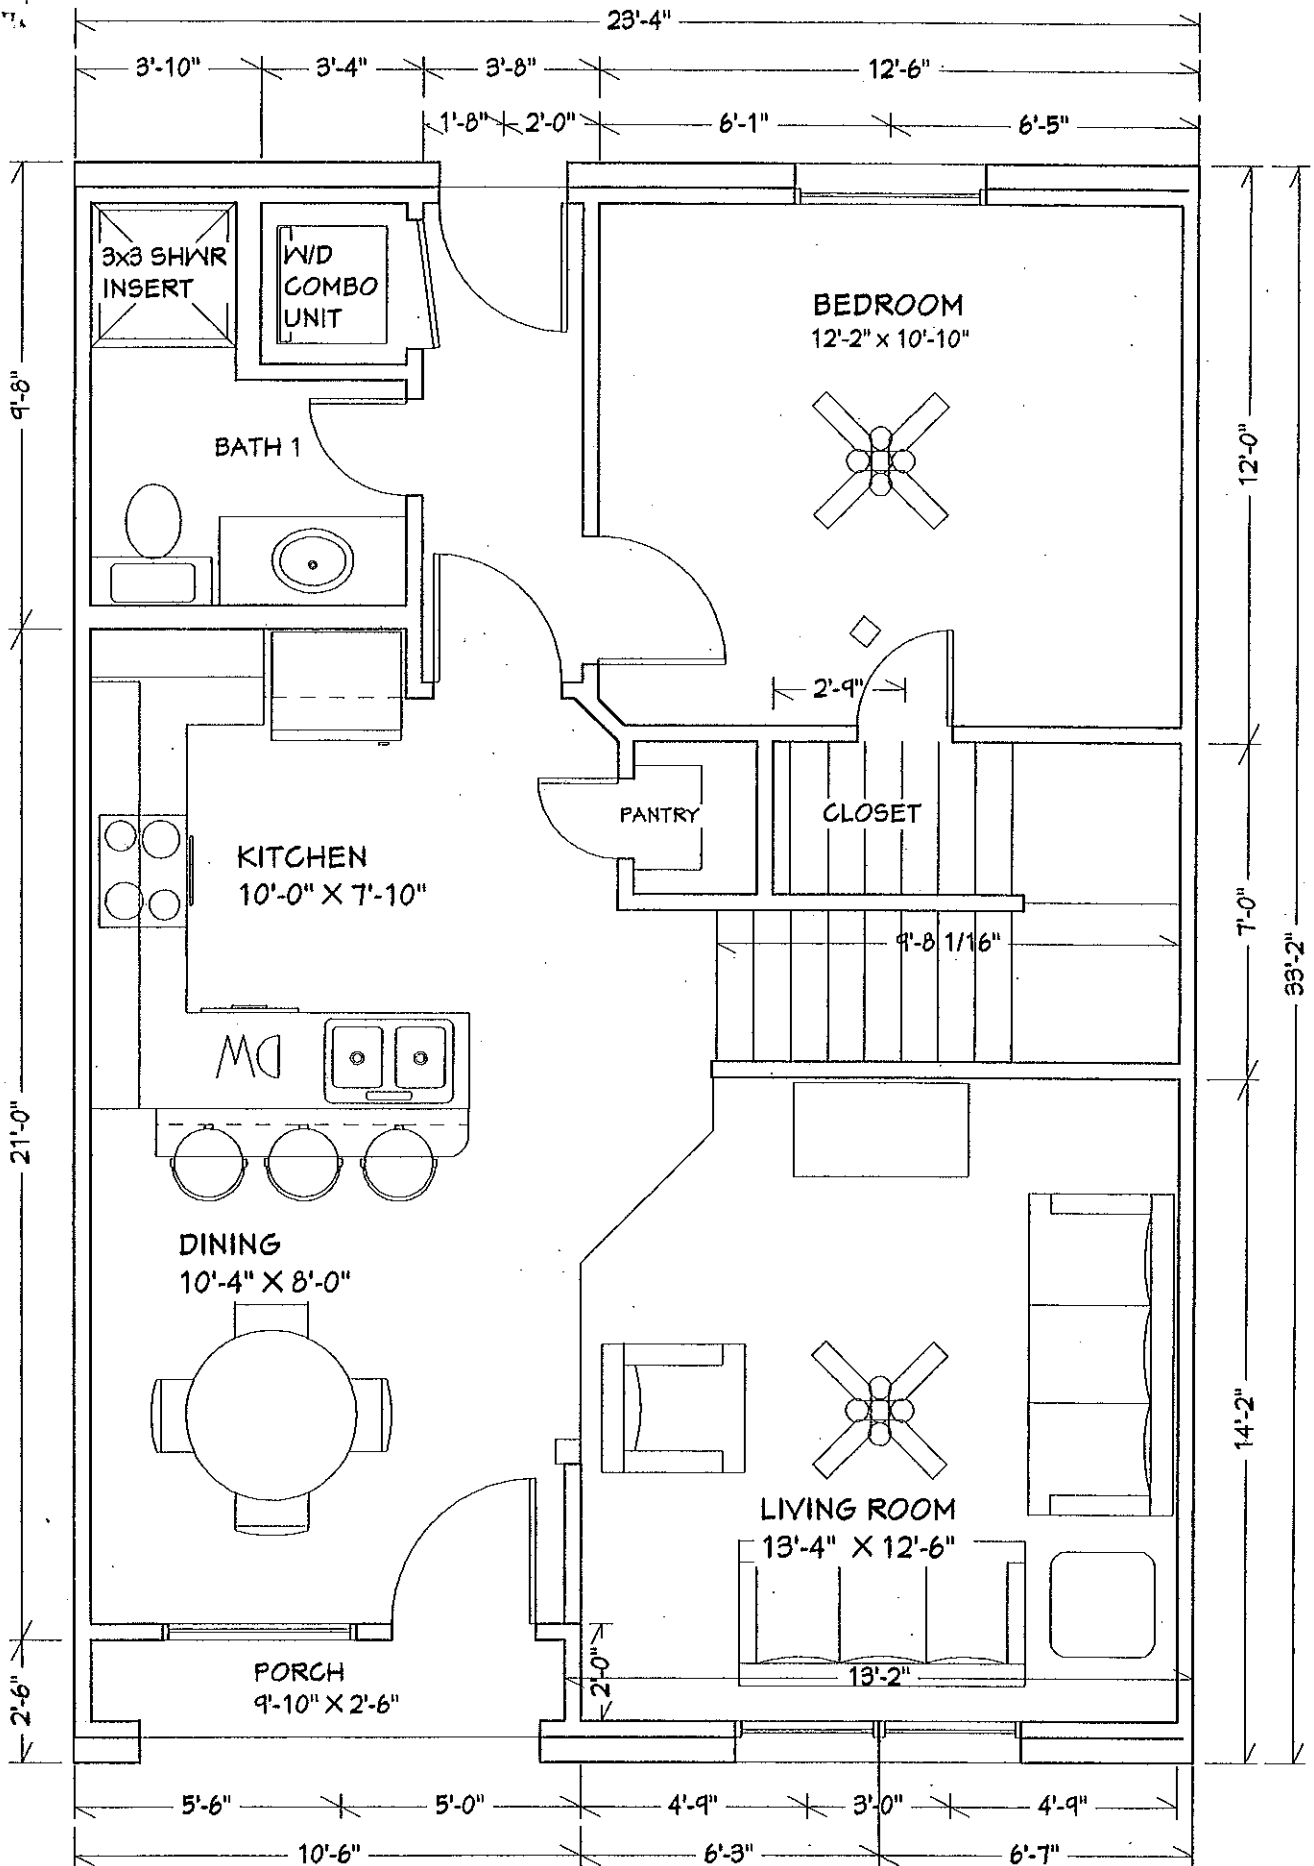 23'-4"
3'-10" 3'-4" 3'-8" 12'-6"
1'-8" 2'-0" 6'-1" 6'-5"
3x3 SHWR
INSERT
W/D
COMBO
UNIT
BEDROOM
12'-2" x 10'-10"
9'-8"
BATH 1
12'-0"
2'-9"
PANTRY
CLOSET
KITCHEN
10'-0" X 7'-10"
9'-8 1/16"
7'-0"
33'-2"
DW
21'-0"
DINING
10'-4" X 8'-0"
14'-2"
LIVING ROOM
13'-4" X 12'-6"
PORCH
9'-10" X 2'-6"
2'-6"
2'-0"
13'-2"
5'-6" 5'-0" 4'-9" 3'-0" 4'-9"
10'-6" 6'-3" 6'-7"